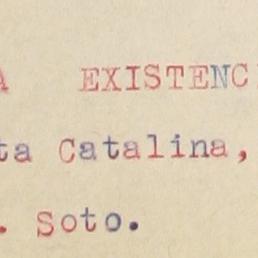 A EXISTENC
ta Catalina,
. Soto.